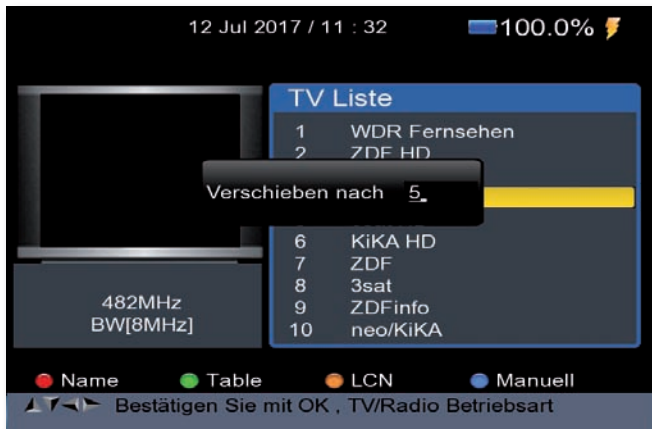 12 Jul 2017 / 11 : 32 100.0%
TV Liste
1 WDR Fernsehen
2 ZDF HD
Verschieben nach 5
6 KiKA HD
7 ZDF
8 3sat
9 ZDFinfo
10 neo/KiKA
482MHz
BW[8MHz]
Name Table LCN Manuell
Bestätigen Sie mit OK , TV/Radio Betriebsart